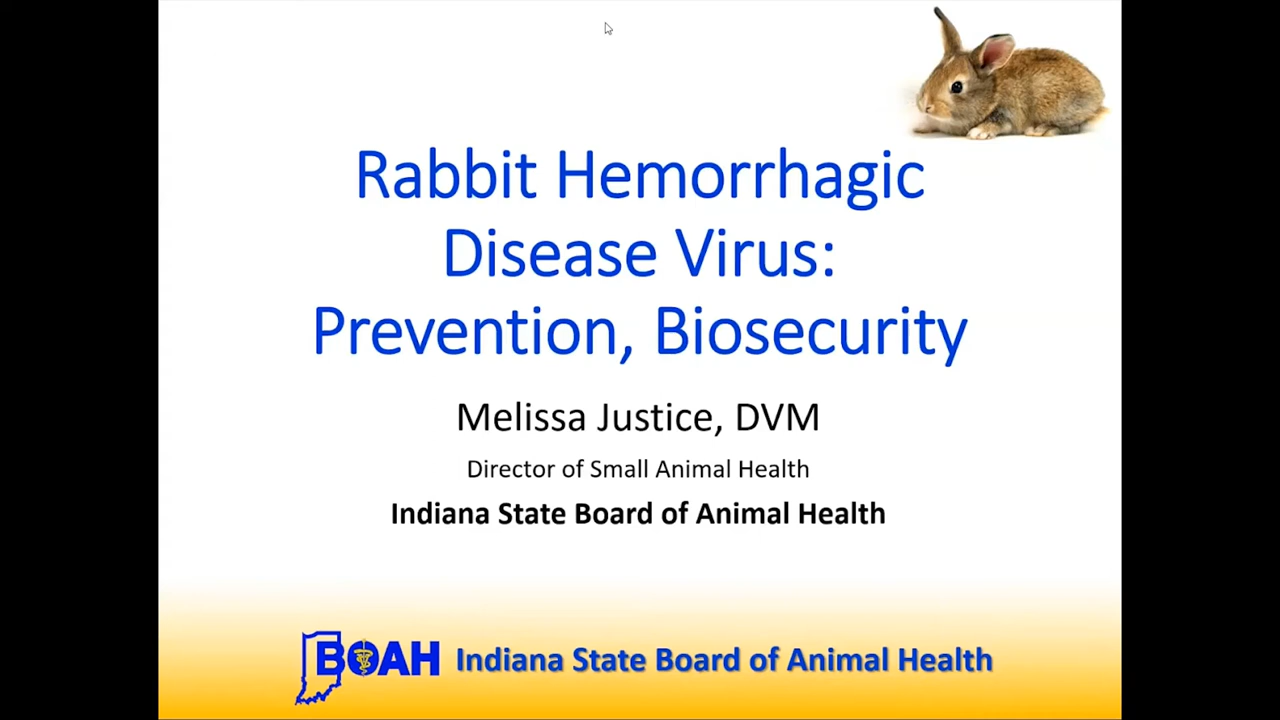 Rabbit Hemorrhagic
Disease Virus:
Prevention, Biosecurity
Melissa Justice, DVM
Director of Small Animal Health
Indiana State Board of Animal Health
BOAH Indiana State Board of Animal Health